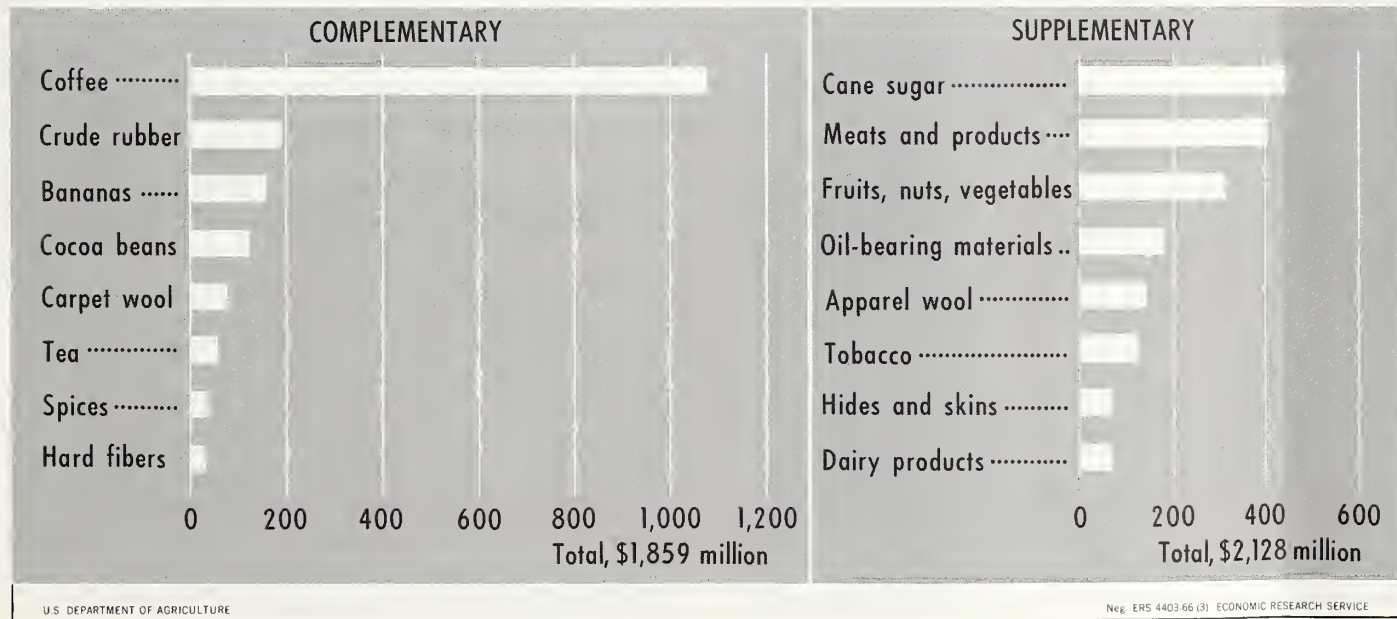 COMPLEMENTARY
Coffee ..........
Crude rubber
Bananas ......
Cocoa beans
Carpet wool
Tea ..............
Spices ..........
Hard fibers
0 200 400 600 800 1,000 1,200
Total, $1,859 million
SUPPLEMENTARY
Cane sugar ..................
Meats and products ....
Fruits, nuts, vegetables
Oil-bearing materials ..
Apparel wool ..............
Tobacco .......................
Hides and skins ..........
Dairy products ............
0 200 400 600
Total, $2,128 million
U.S. DEPARTMENT OF AGRICULTURE
Neg. ERS 4403-66 (3) ECONOMIC RESEARCH SERVICE